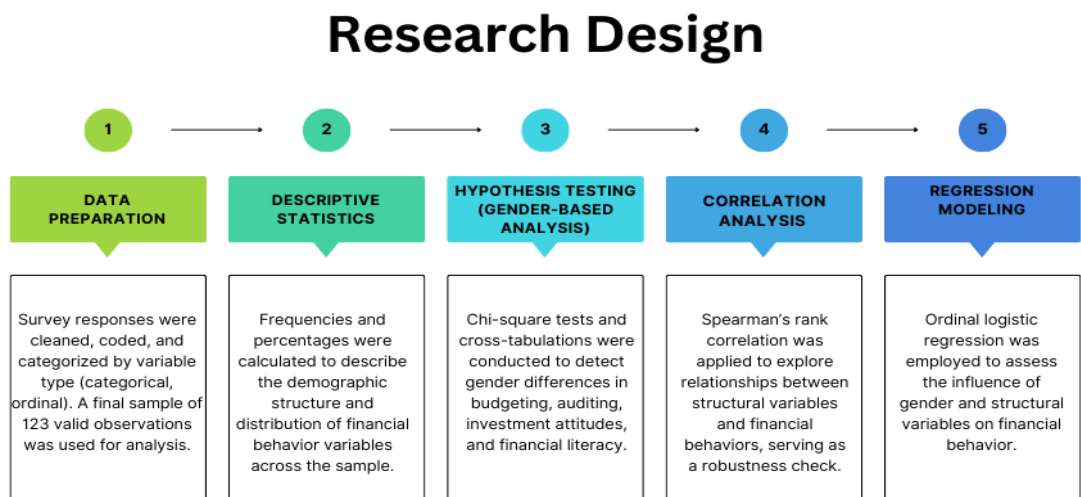 Research Design
1
2
3
4
5
DATA
PREPARATION
DESCRIPTIVE
STATISTICS
HYPOTHESIS TESTING
(GENDER-BASED
ANALYSIS)
CORRELATION
ANALYSIS
REGRESSION
MODELING
Survey responses were
cleaned, coded, and
categorized by variable
type (categorical,
ordinal). A final sample of
123 valid observations
was used for analysis.
Frequencies and
percentages were
calculated to describe
the demographic
structure and
distribution of financial
behavior variables
across the sample.
Chi-square tests and
cross-tabulations were
conducted to detect
gender differences in
budgeting, auditing,
investment attitudes,
and financial literacy.
Spearman's rank
correlation was
applied to explore
relationships between
structural variables
and financial
behaviors, serving as
a robustness check.
Ordinal logistic
regression was
employed to assess
the influence of
gender and structural
variables on financial
behavior.